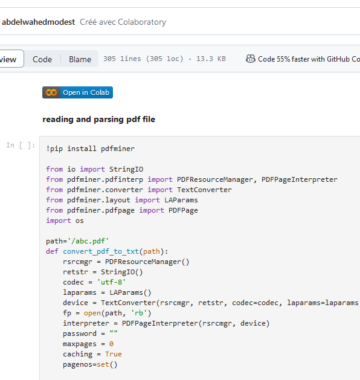 abdelwahedmodest Créé avec Colaboratory
Code Blame 305 lines (305 loc) · 13.3 KB Code 55% faster with GitHub
Open in Colab
reading and parsing pdf file
In [ ]: !pip install pdfminer
from io import StringIO
from pdfminer.pdfinterp import PDFResourceManager, PDFPageInterpreter
from pdfminer.converter import TextConverter
from pdfminer.layout import LAParams
from pdfminer.pdfpage import PDFPage
import os
path='/abc.pdf'
def convert_pdf_to_txt(path):
rsrcmgr = PDFResourceManager()
retstr = StringIO()
codec = 'utf-8'
laparams = LAParams()
device = TextConverter(rsrcmgr, retstr, codec=codec, laparams=laparams
fp = open(path, 'rb')
interpreter = PDFPageInterpreter(rsrcmgr, device)
password = ""
maxpages = 0
caching = True
pagenos=set()